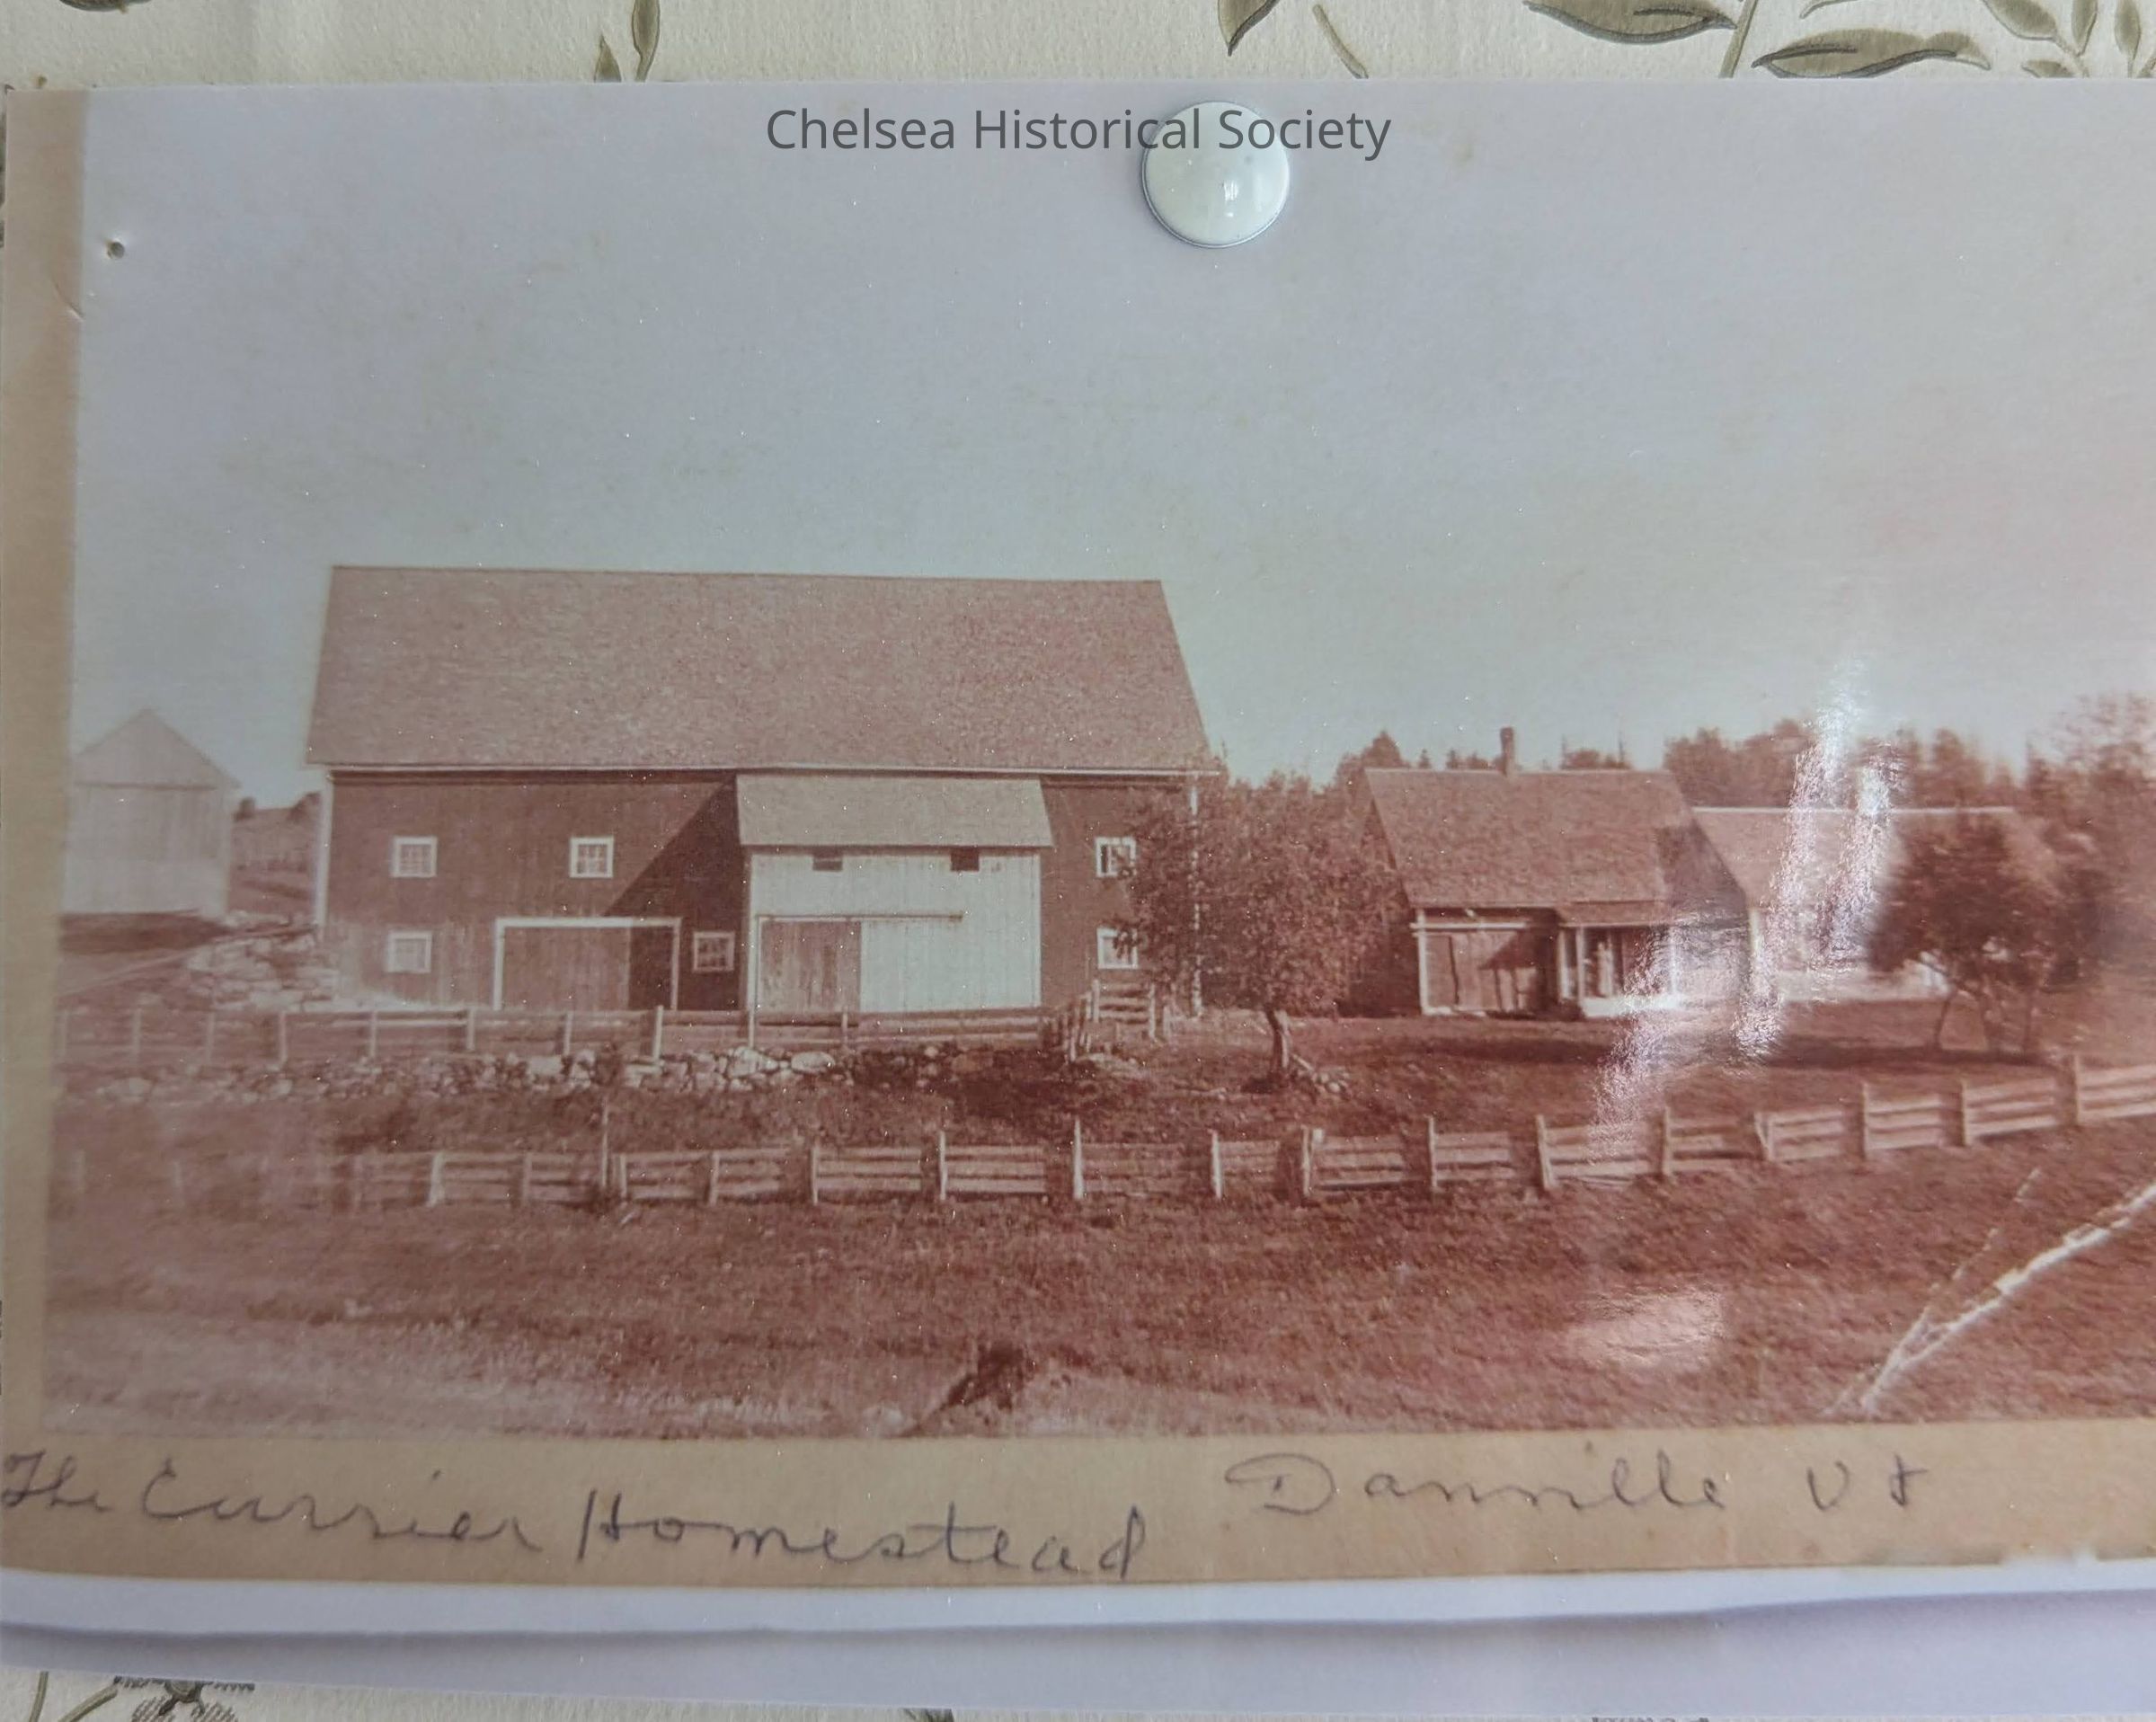 Chelsea Historical Society
The Currier Homestead Danville Vt